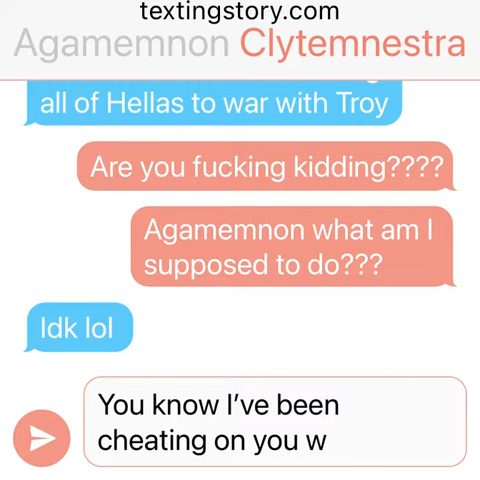 textingstory.com
Agamemnon Clytemnestra
all of Hellas to war with Troy
Are you fucking kidding????
Agamemnon what am I
supposed to do???
Idk lol
You know I've been
cheating on you w